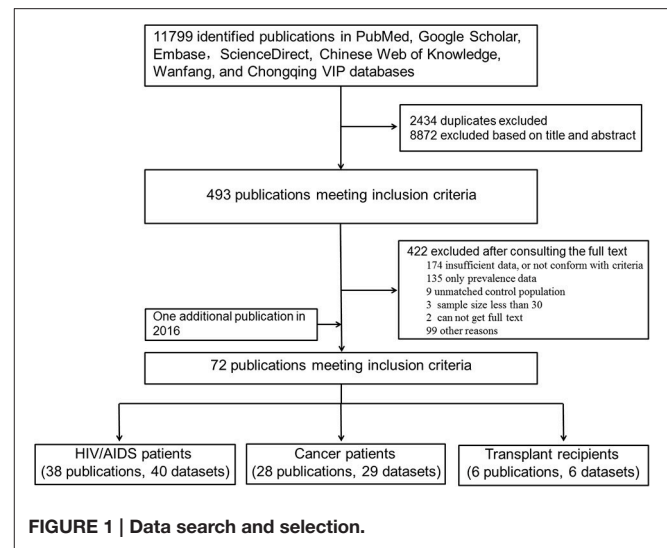 11799 identified publications in PubMed, Google Scholar,
Embase，ScienceDirect, Chinese Web of Knowledge,
Wanfang, and Chongqing VIP databases
2434 duplicates excluded
8872 excluded based on title and abstract
493 publications meeting inclusion criteria
422 excluded after consulting the full text
174 insufficient data, or not conform with criteria
135 only prevalence data
9 unmatched control population
3 sample size less than 30
2 can not get full text
99 other reasons
One additional publication in
2016
72 publications meeting inclusion criteria
HIV/AIDS patients
(38 publications, 40 datasets)
Cancer patients
(28 publications, 29 datasets)
Transplant recipients
(6 publications, 6 datasets)
FIGURE 1 | Data search and selection.